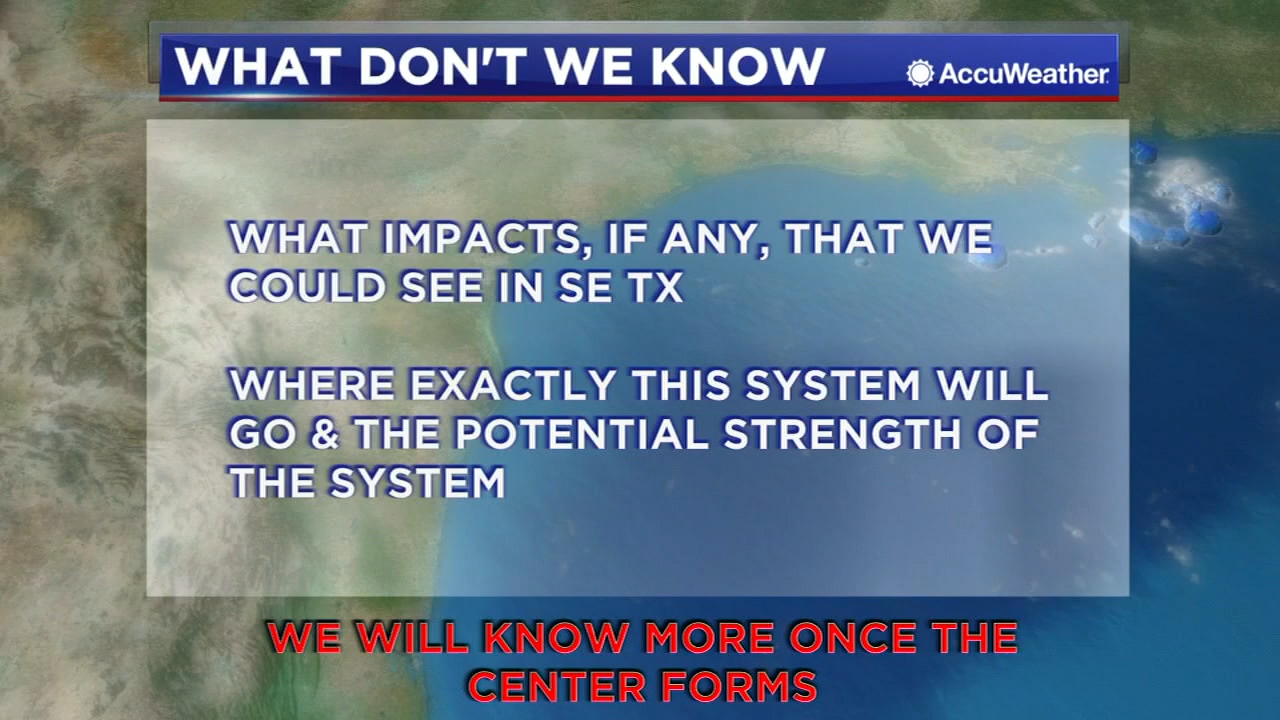 WHAT DON'T WE KNOW
AccuWeather
WHAT IMPACTS, IF ANY, THAT WE
COULD SEE IN SE TX
WHERE EXACTLY THIS SYSTEM WILL
GO & THE POTENTIAL STRENGTH OF
THE SYSTEM
WE WILL KNOW MORE ONCE THE
CENTER FORMS